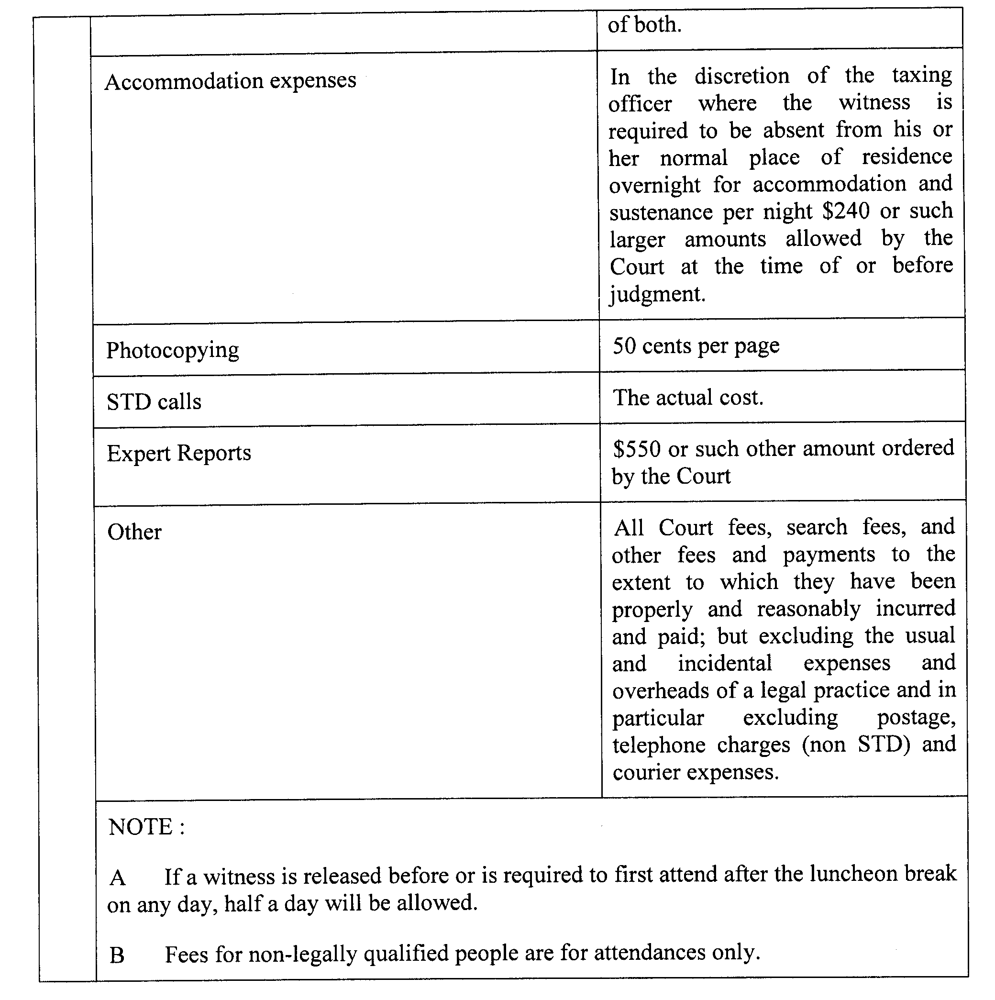 of both.
Accommodation expenses
In the discretion of the taxing
officer where the witness is
required to be absent from his or
her normal place of residence
overnight for accommodation and
sustenance per night $240 or such
larger amounts allowed by the
Court at the time of or before
judgment.
Photocopying
50 cents per page
STD calls
The actual cost.
Expert Reports
$550 or such other amount ordered
by the Court
Other
All Court fees, search fees, and
other fees and payments to the
extent to which they have been
properly and reasonably incurred
and paid; but excluding the usual
and incidental expenses and
overheads of a legal practice and in
particular excluding postage,
telephone charges (non STD) and
courier expenses.
NOTE :
A If a witness is released before or is required to first attend after the luncheon break
on any day, half a day will be allowed.
B Fees for non-legally qualified people are for attendances only.